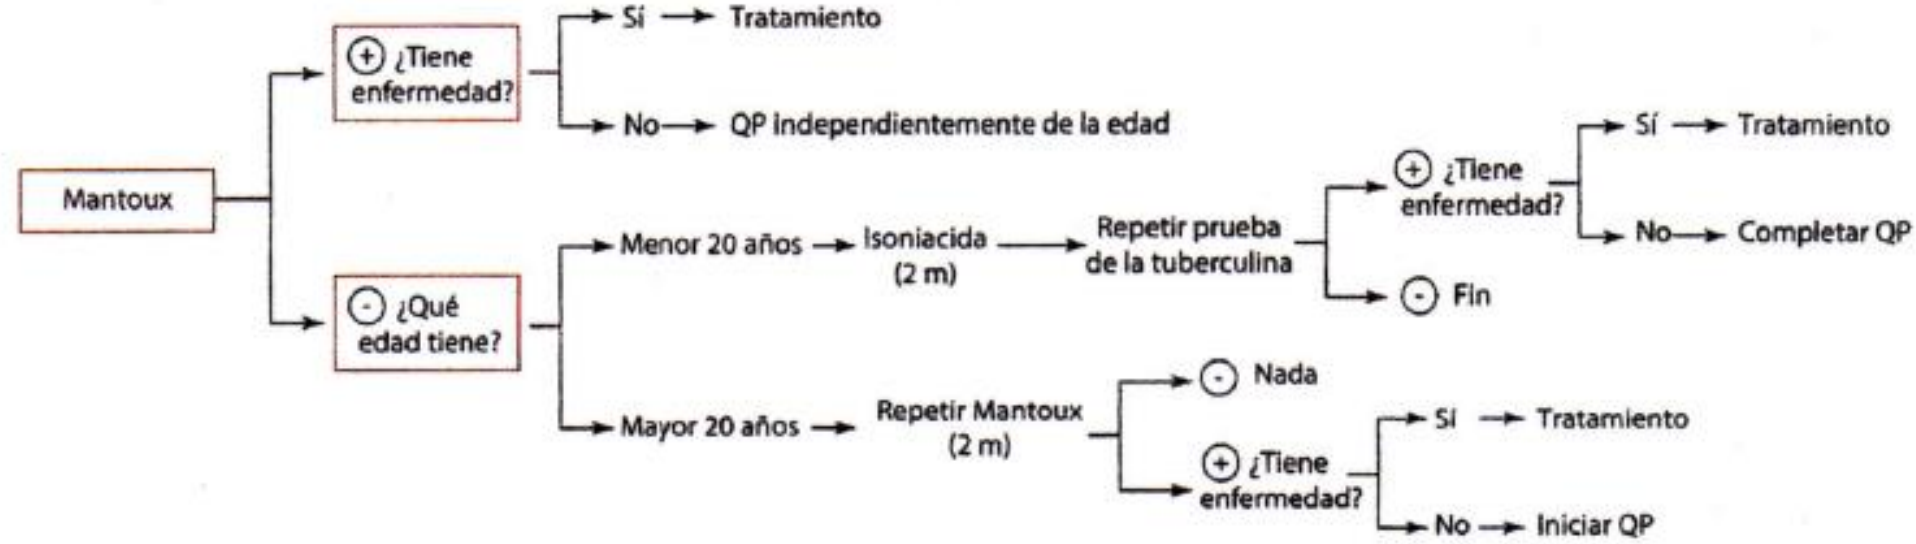 Mantoux
+ ¿Tiene
enfermedad?
Sí
Tratamiento
No
QP independientemente de la edad
- ¿Qué
edad tiene?
Menor 20 años
Isoniacida
(2 m)
Repetir prueba
de la tuberculina
+ ¿Tiene
enfermedad?
Sí
Tratamiento
No
Completar QP
- Fin
Mayor 20 años
Repetir Mantoux
(2 m)
- Nada
+ ¿Tiene
enfermedad?
Sí
Tratamiento
No
Iniciar QP